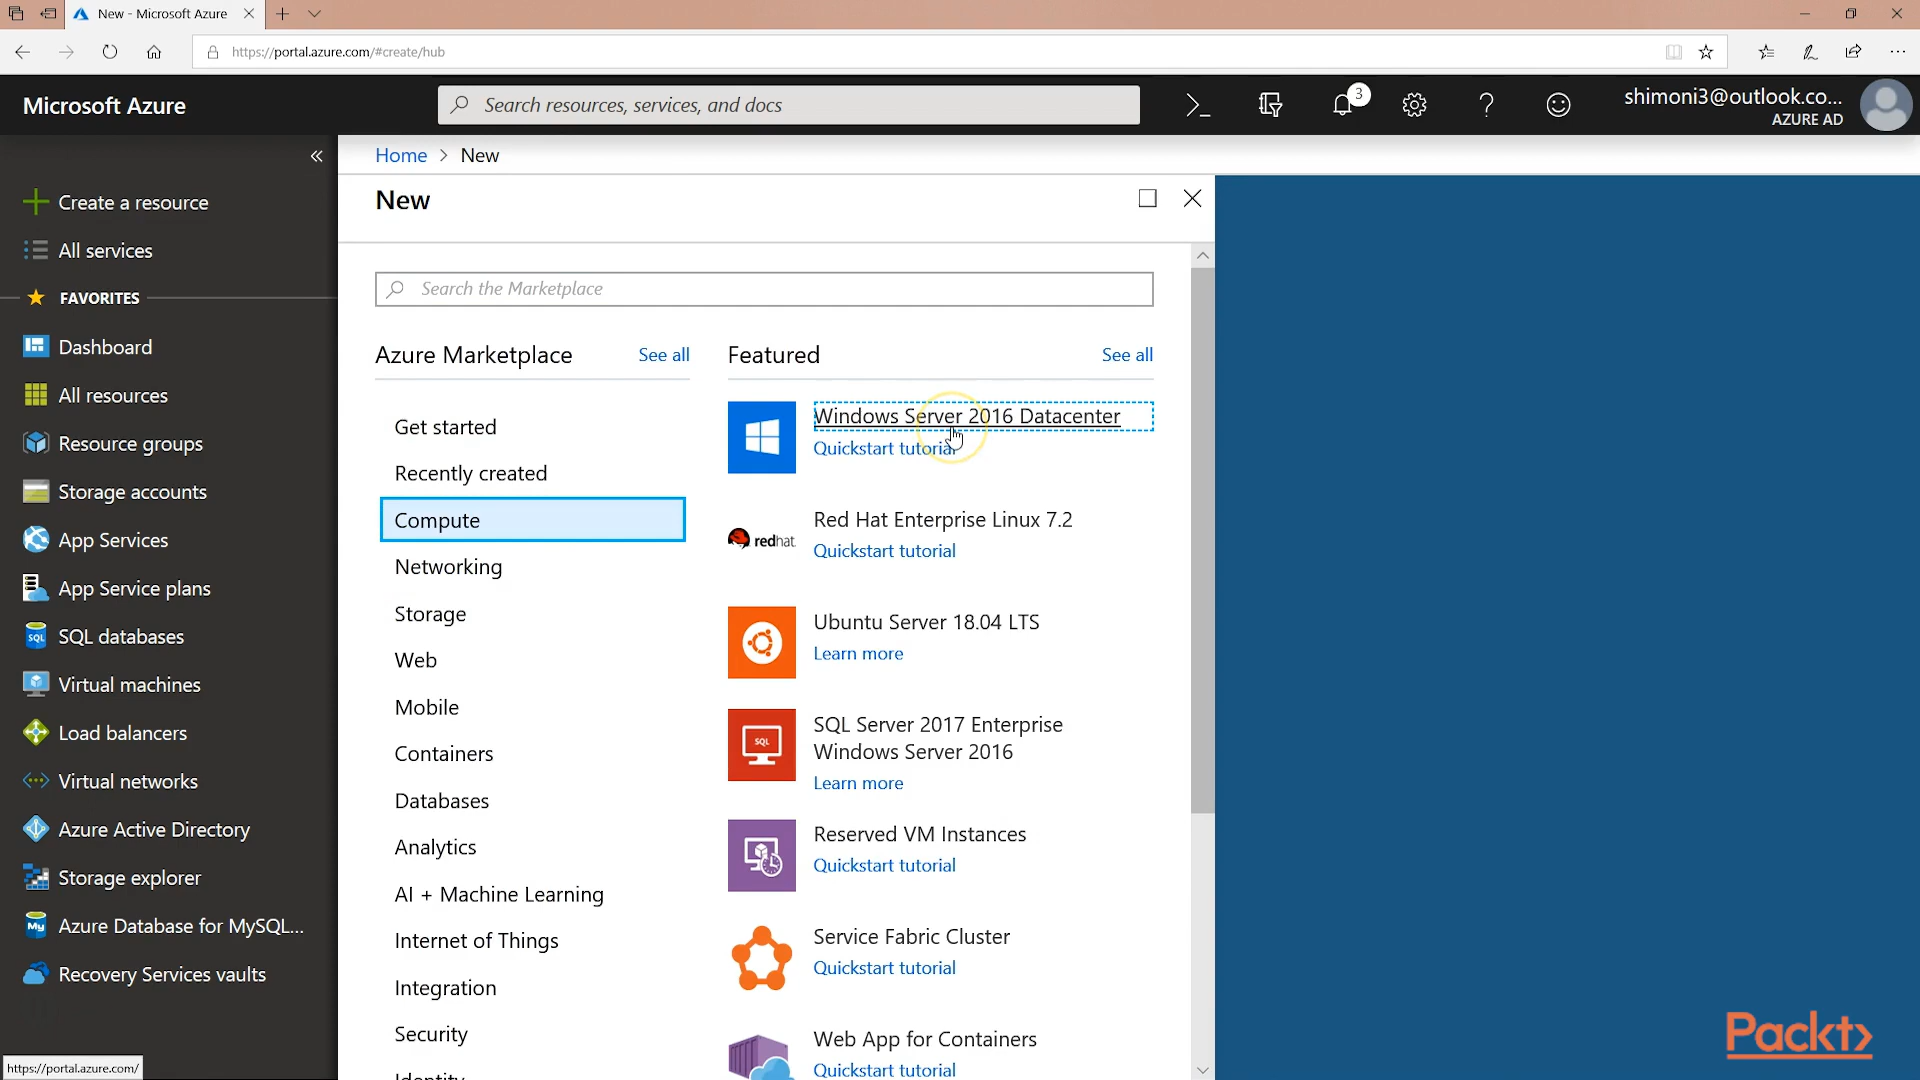 New - Microsoft Azure
https://portal.azure.com/#create/hub
Microsoft Azure
Search resources, services, and docs
3
shimoni3@outlook.co...
AZURE AD
Home > New
New
Create a resource
All services
FAVORITES
Dashboard
All resources
Resource groups
Storage accounts
App Services
App Service plans
SQL databases
Virtual machines
Load balancers
Virtual networks
Azure Active Directory
Storage explorer
Azure Database for MySQL...
Recovery Services vaults
https://portal.azure.com/
Search the Marketplace
Azure Marketplace
See all
Get started
Recently created
Compute
Networking
Storage
Web
Mobile
Containers
Databases
Analytics
AI + Machine Learning
Internet of Things
Integration
Security
Identity
Featured
See all
Windows Server 2016 Datacenter
Quickstart tutorial
redhat.
Red Hat Enterprise Linux 7.2
Quickstart tutorial
Ubuntu Server 18.04 LTS
Learn more
SQL
SQL Server 2017 Enterprise
Windows Server 2016
Learn more
Reserved VM Instances
Quickstart tutorial
Service Fabric Cluster
Quickstart tutorial
Web App for Containers
Quickstart tutorial
Packt>